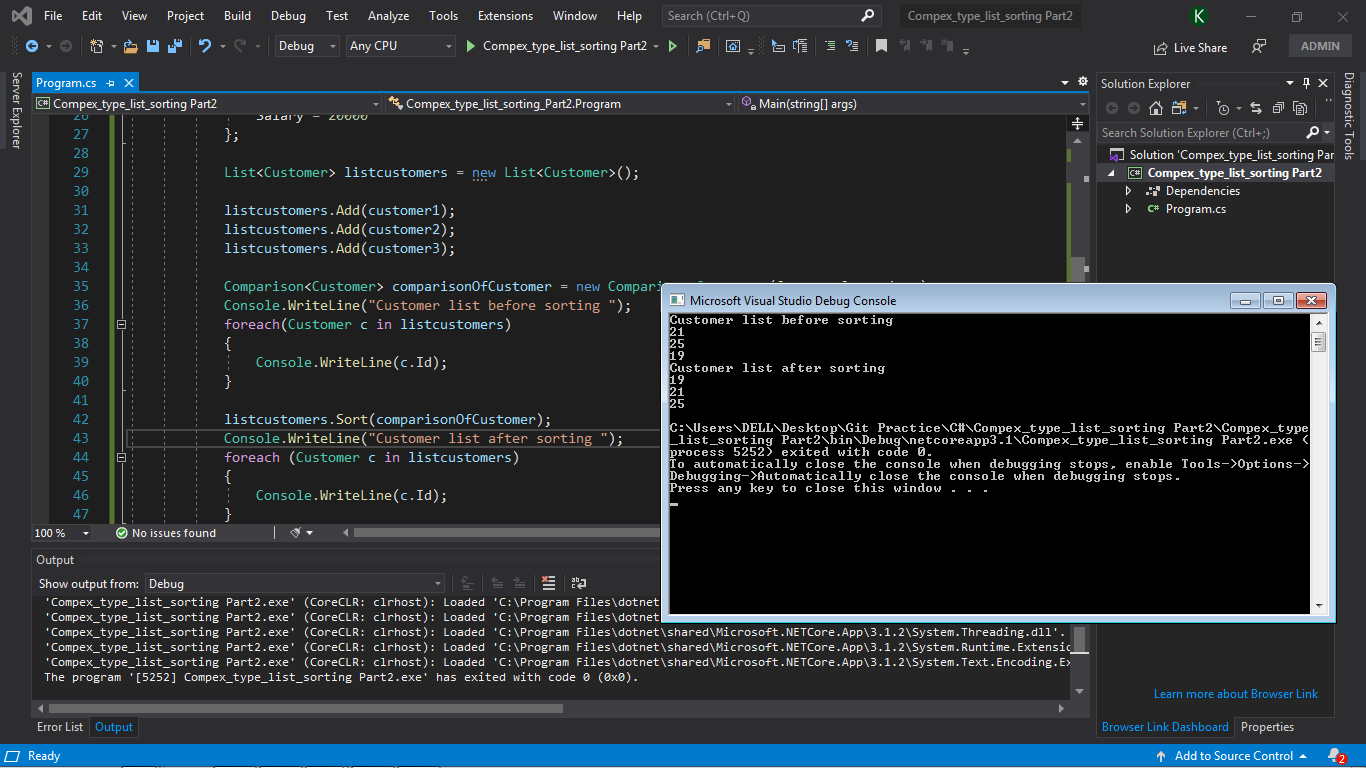 File Edit View Project Build Debug Test Analyze Tools Extensions Window Help Search (Ctrl+Q) Compex_type_list_sorting Part2 K
Debug Any CPU Compex_type_list_sorting Part2 Live Share ADMIN
Server Explorer
Program.cs
Compex_type_list_sorting Part2 Compex_type_list_sorting_Part2.Program Main(string[] args)
26 Salary = 20000
27 };
28
29 List<Customer> listcustomers = new List<Customer>();
30
31 listcustomers.Add(customer1);
32 listcustomers.Add(customer2);
33 listcustomers.Add(customer3);
34
35 Comparison<Customer> comparisonOfCustomer = new Compari
36 Console.WriteLine("Customer list before sorting ");
37 foreach(Customer c in listcustomers)
38 {
39 Console.WriteLine(c.Id);
40 }
41
42 listcustomers.Sort(comparisonOfCustomer);
43 Console.WriteLine("Customer list after sorting ");
44 foreach (Customer c in listcustomers)
45 {
46 Console.WriteLine(c.Id);
47 }
100 % No issues found
Output
Show output from: Debug
'Compex_type_list_sorting Part2.exe' (CoreCLR: clrhost): Loaded 'C:\Program Files\dotnet
'Compex_type_list_sorting Part2.exe' (CoreCLR: clrhost): Loaded 'C:\Program Files\dotnet
'Compex_type_list_sorting Part2.exe' (CoreCLR: clrhost): Loaded 'C:\Program Files\dotnet\shared\Microsoft.NETCore.App\3.1.2\System.Threading.dll'.
'Compex_type_list_sorting Part2.exe' (CoreCLR: clrhost): Loaded 'C:\Program Files\dotnet\shared\Microsoft.NETCore.App\3.1.2\System.Runtime.Extensio
'Compex_type_list_sorting Part2.exe' (CoreCLR: clrhost): Loaded 'C:\Program Files\dotnet\shared\Microsoft.NETCore.App\3.1.2\System.Text.Encoding.Ex
The program '[5252] Compex_type_list_sorting Part2.exe' has exited with code 0 (0x0).
Error List Output
Microsoft Visual Studio Debug Console
Customer list before sorting
21
25
19
Customer list after sorting
19
21
25
C:\Users\DELL\Desktop\Git Practice\C#\Compex_type_list_sorting Part2\Compex_type
_list_sorting Part2\bin\Debug\netcoreapp3.1\Compex_type_list_sorting Part2.exe (
process 5252) exited with code 0.
To automatically close the console when debugging stops, enable Tools->Options->
Debugging->Automatically close the console when debugging stops.
Press any key to close this window . . .
Solution Explorer
Search Solution Explorer (Ctrl+;)
Solution 'Compex_type_list_sorting Par
C# Compex_type_list_sorting Part2
Dependencies
C# Program.cs
Diagnostic Tools
Learn more about Browser Link
Browser Link Dashboard Properties
Ready Add to Source Control 2